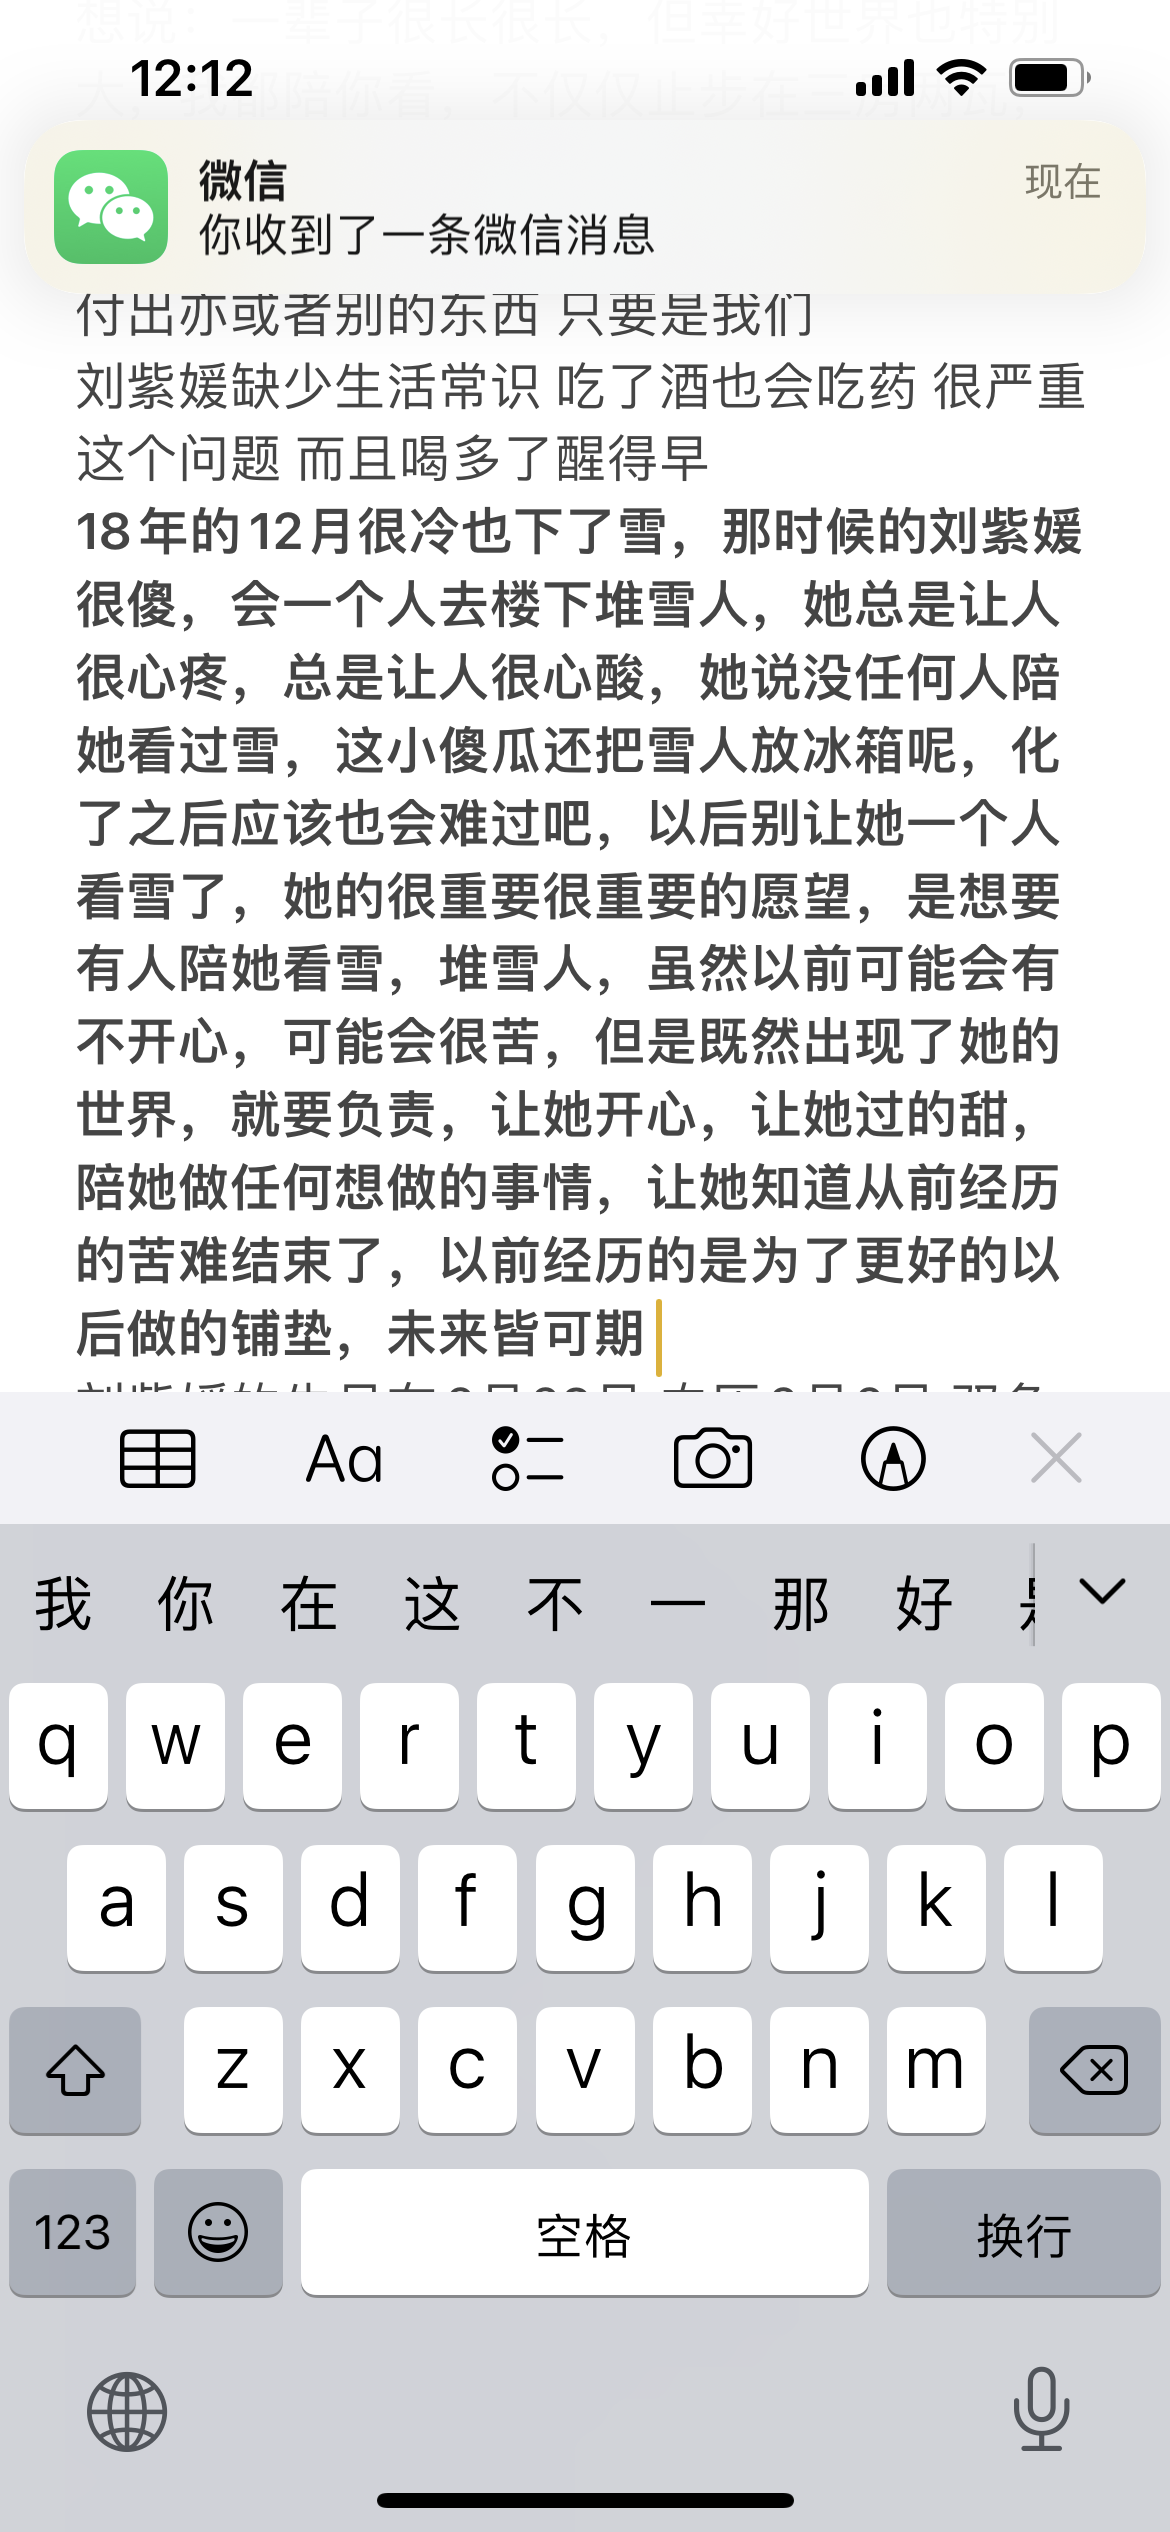 想说：一辈子很长很长，但幸好世界也特别
12:12
微信
现在
你收到了一条微信消息
付出亦或者别的东西 只要是我们
刘紫媛缺少生活常识 吃了酒也会吃药 很严重
这个问题 而且喝多了醒得早
18年的12月很冷也下了雪，那时候的刘紫媛
很傻，会一个人去楼下堆雪人，她总是让人
很心疼，总是让人很心酸，她说没任何人陪
她看过雪，这小傻瓜还把雪人放冰箱呢，化
了之后应该也会难过吧，以后别让她一个人
看雪了，她的很重要很重要的愿望，是想要
有人陪她看雪，堆雪人，虽然以前可能会有
不开心，可能会很苦，但是既然出现了她的
世界，就要负责，让她开心，让她过的甜，
陪她做任何想做的事情，让她知道从前经历
的苦难结束了，以前经历的是为了更好的以
后做的铺垫，未来皆可期
Aa
我 你 在 这 不 一 那 好
q w e r t y u i o p
a s d f g h j k l
z x c v b n m
123 空格 换行